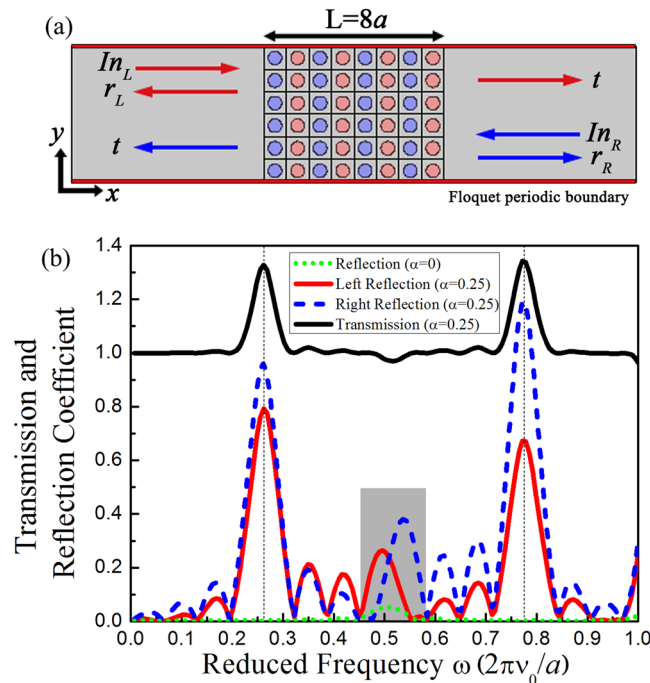 (a)
L=8a
In_L
r_L
t
t
In_R
r_R
y
x
Floquet periodic boundary
(b)
Transmission and
Reflection Coefficient
1.4
1.2
1.0
0.8
0.6
0.4
0.2
0.0
Reflection (α=0)
Left Reflection (α=0.25)
Right Reflection (α=0.25)
Transmission (α=0.25)
0.0 0.1 0.2 0.3 0.4 0.5 0.6 0.7 0.8 0.9 1.0
Reduced Frequency ω (2πν₀/a)